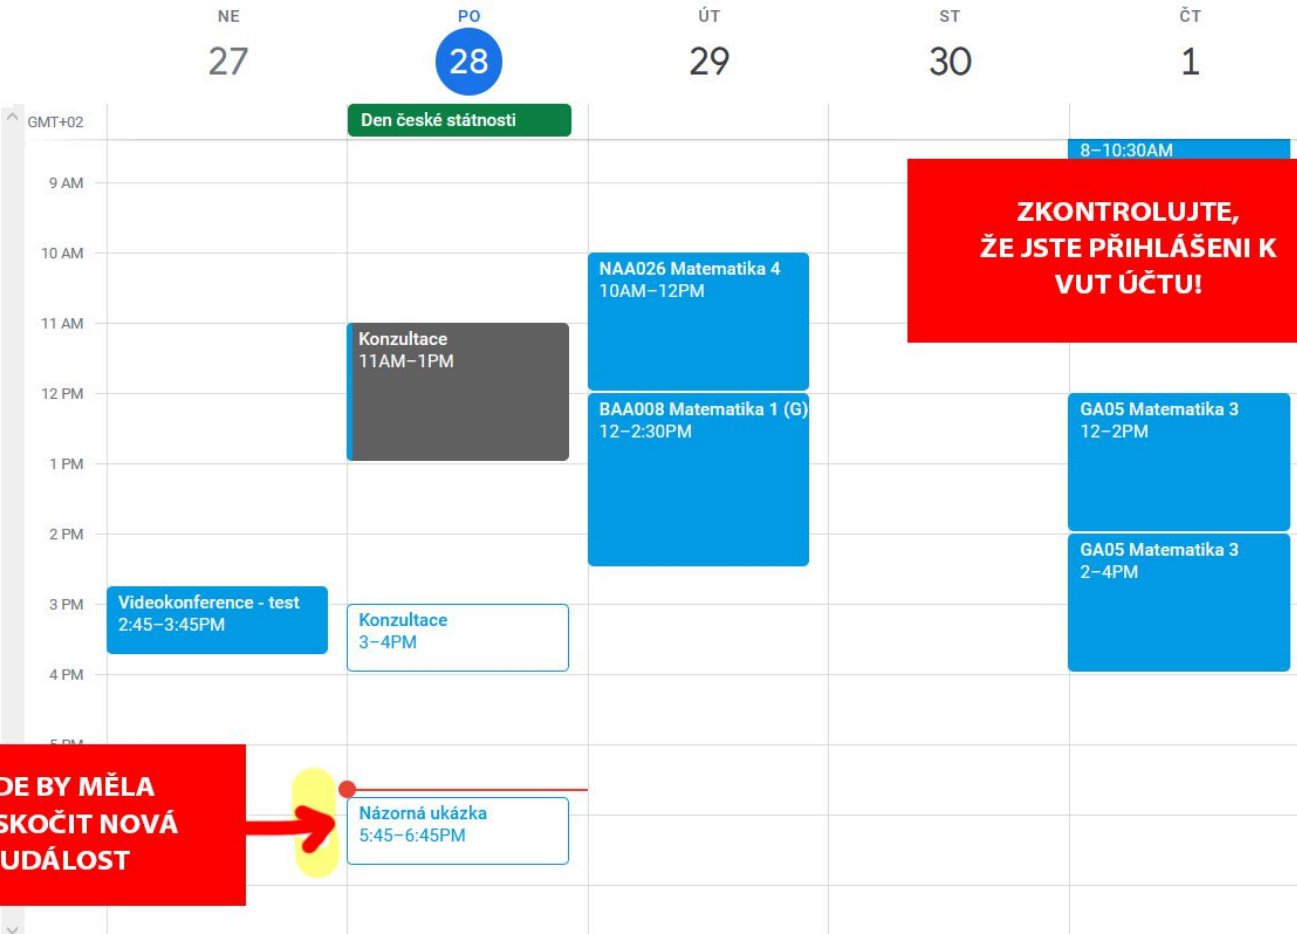 NE
PO
ÚT
ST
ČT
27
28
29
30
1
GMT+02
Den české státnosti
8–10:30AM
9 AM
ZKONTROLUJTE,
ŽE JSTE PŘIHLÁŠENI K
VUT ÚČTU!
10 AM
NAA026 Matematika 4
10AM–12PM
11 AM
Konzultace
11AM–1PM
12 PM
BAA008 Matematika 1 (G)
12–2:30PM
GA05 Matematika 3
12–2PM
1 PM
2 PM
GA05 Matematika 3
2–4PM
3 PM
Videokonference - test
2:45–3:45PM
Konzultace
3–4PM
4 PM
5 PM
DE BY MĚLA
SKOČIT NOVÁ
UDÁLOST
Názorná ukázka
5:45–6:45PM